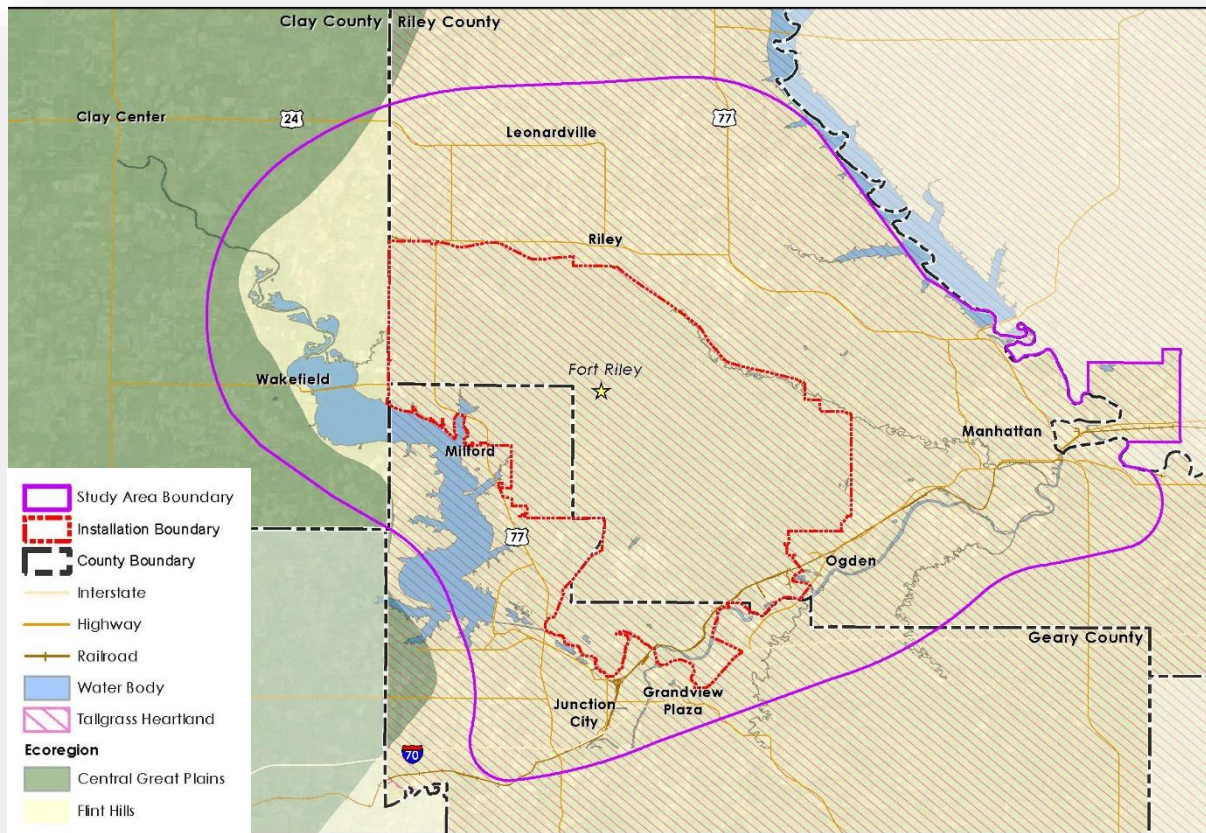 Clay County
Riley County
Clay Center
24
77
Leonardville
Riley
Fort Riley
Wakefield
Manhattan
Milford
77
Ogden
Geary County
Junction
City
Grandview
Plaza
70
Study Area Boundary
Installation Boundary
County Boundary
Interstate
Highway
Railroad
Water Body
Tallgrass Heartland
Ecoregion
Central Great Plains
Flint Hills